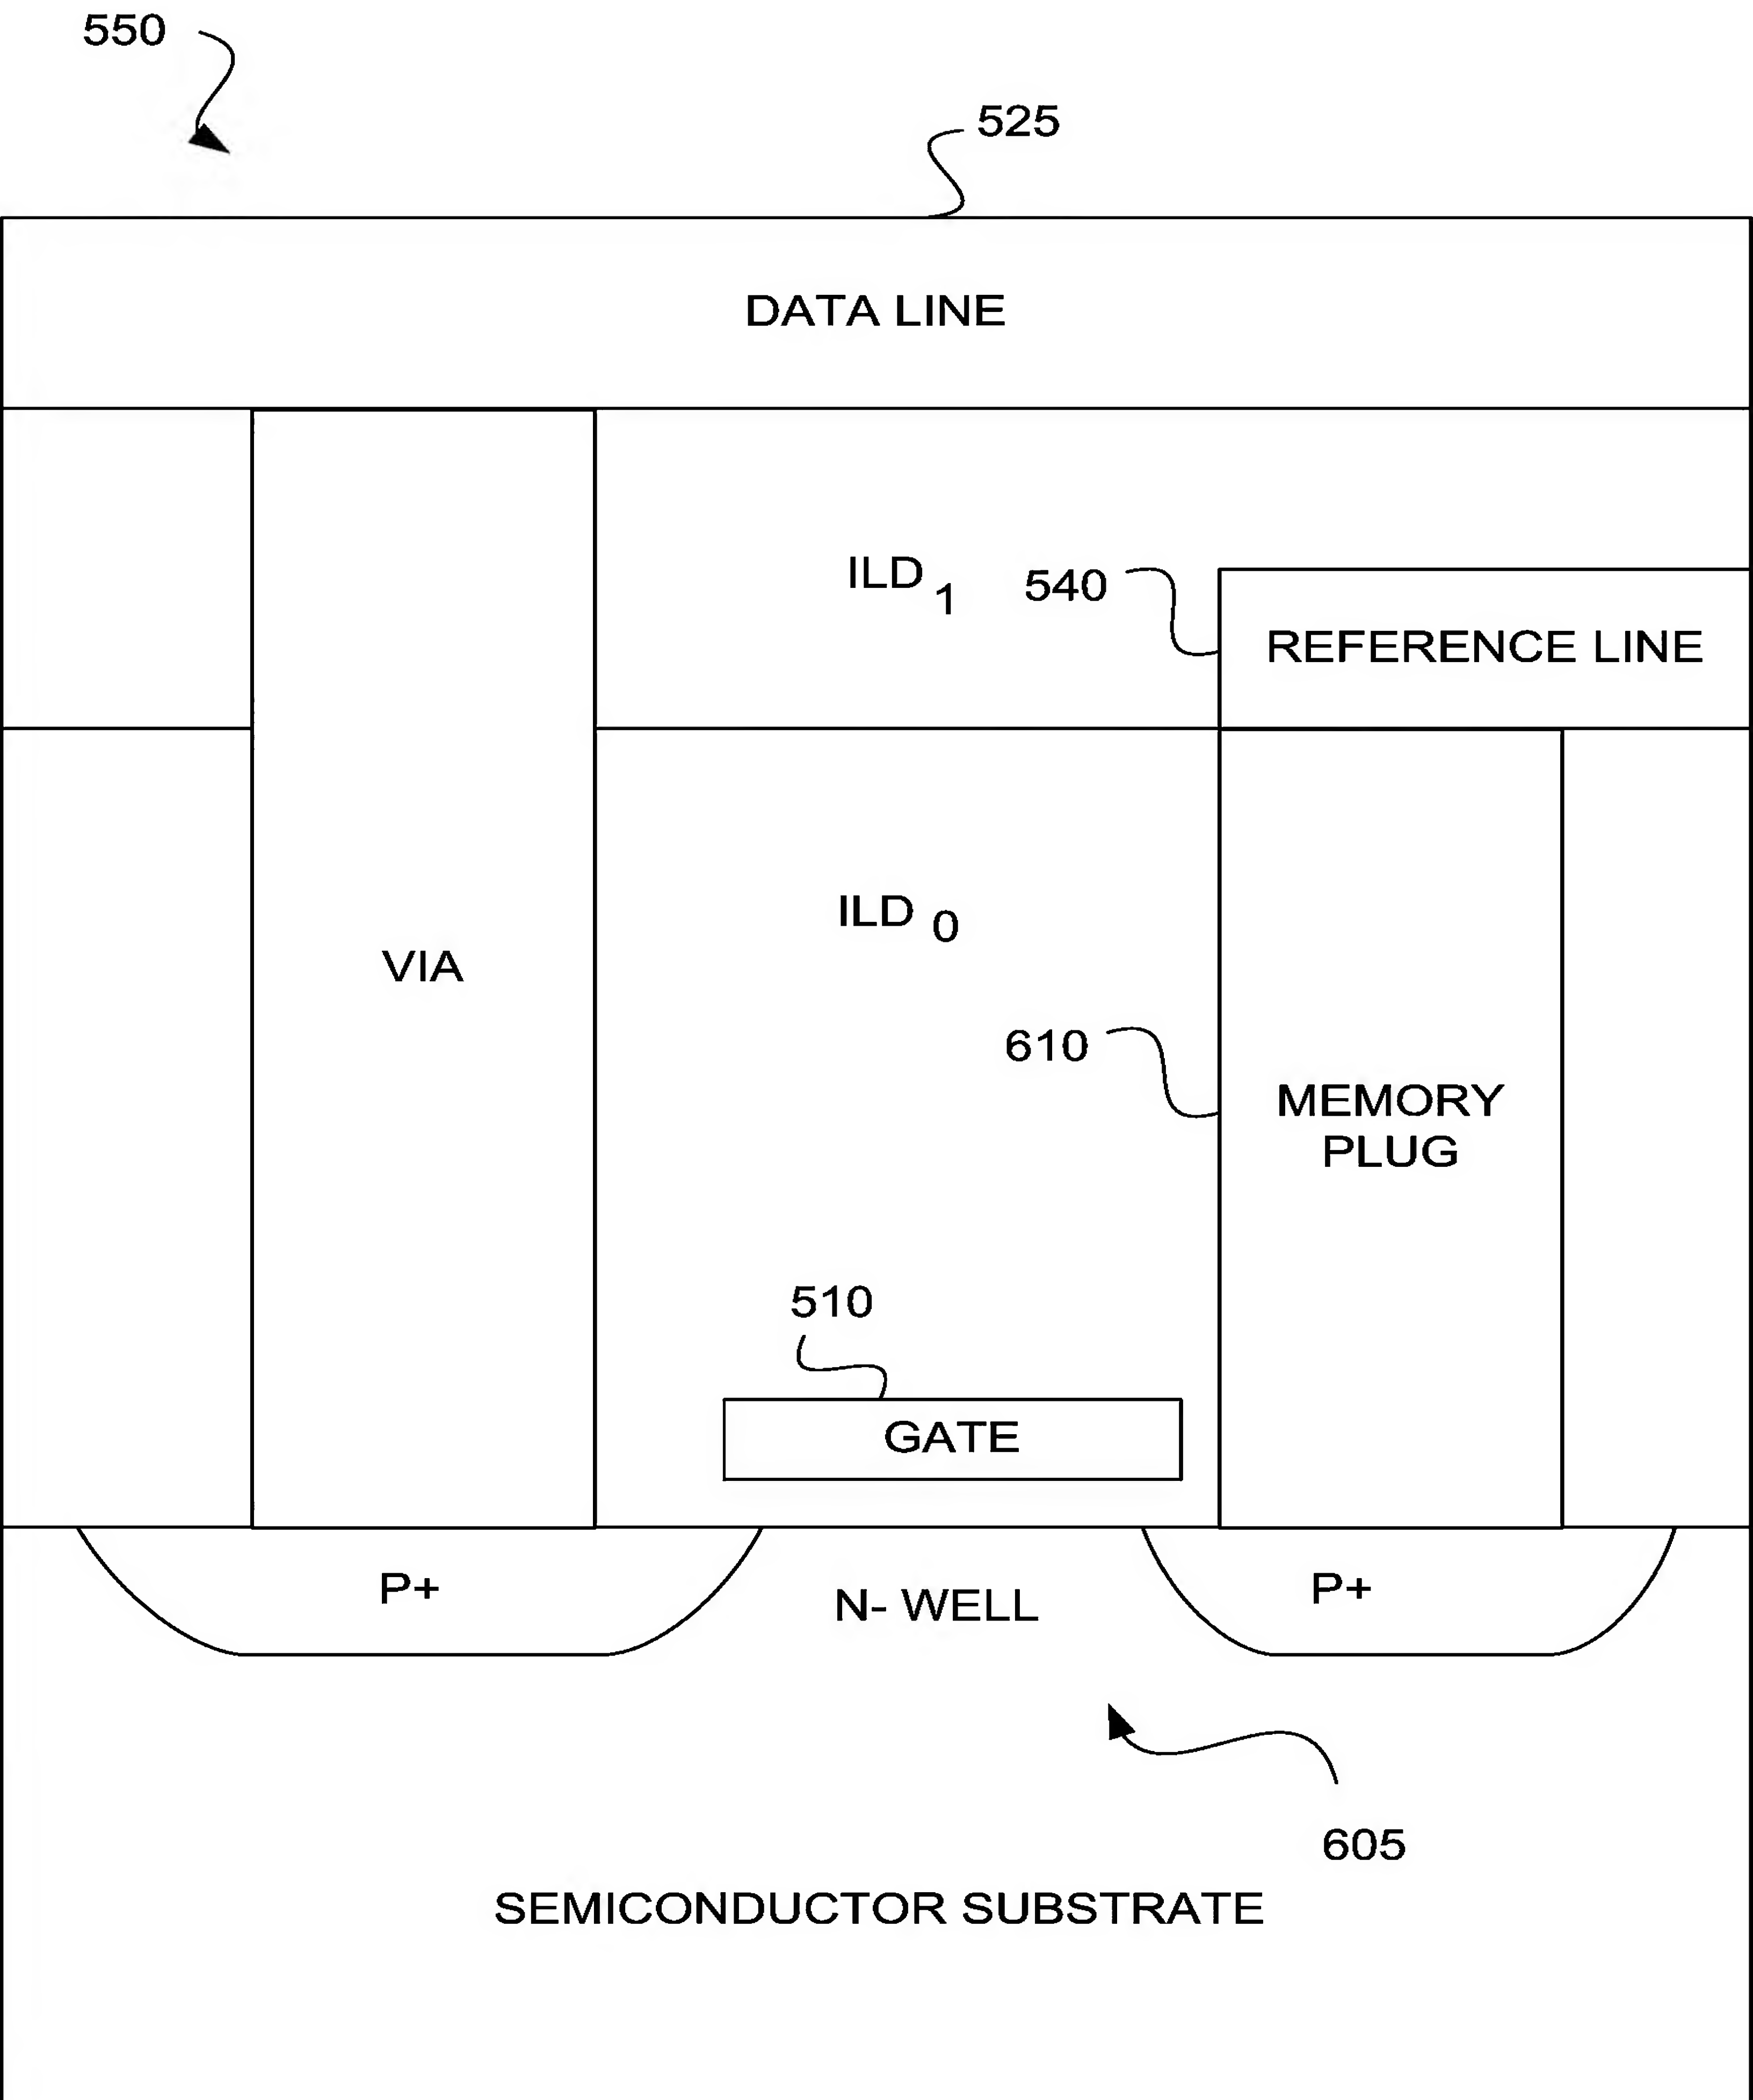 550
525
DATA LINE
ILD 1
540
REFERENCE LINE
ILD 0
VIA
610
MEMORY
PLUG
510
GATE
P+
N- WELL
P+
605
SEMICONDUCTOR SUBSTRATE